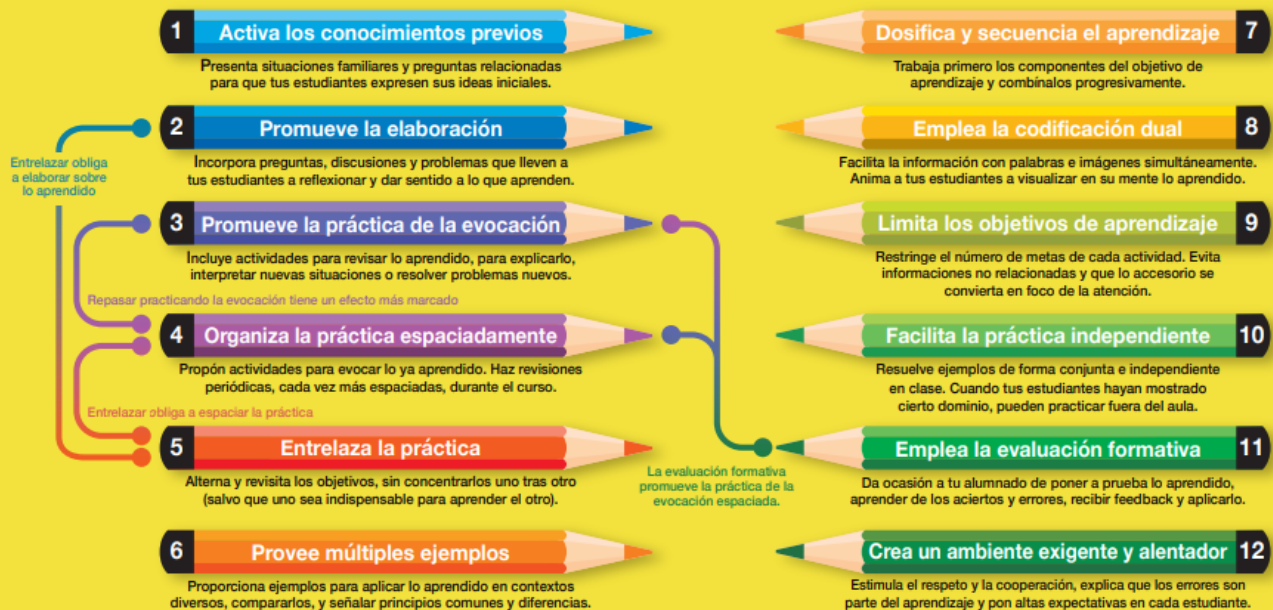 1 Activa los conocimientos previos
Presenta situaciones familiares y preguntas relacionadas
para que tus estudiantes expresen sus ideas iniciales.
2 Promueve la elaboración
Incorpora preguntas, discusiones y problemas que lleven a
tus estudiantes a reflexionar y dar sentido a lo que aprenden.
Entrelazar obliga
a elaborar sobre
lo aprendido
3 Promueve la práctica de la evocación
Incluye actividades para revisar lo aprendido, para explicarlo,
interpretar nuevas situaciones o resolver problemas nuevos.
Repasar practicando la evocación tiene un efecto más marcado
4 Organiza la práctica espaciadamente
Propón actividades para evocar lo ya aprendido. Haz revisiones
periódicas, cada vez más espaciadas, durante el curso.
Entrelazar obliga a espaciar la práctica
5 Entrelaza la práctica
Alterna y revisita los objetivos, sin concentrarlos uno tras otro
(salvo que uno sea indispensable para aprender el otro).
6 Provee múltiples ejemplos
Proporciona ejemplos para aplicar lo aprendido en contextos
diversos, compararlos, y señalar principios comunes y diferencias.
Dosifica y secuencia el aprendizaje 7
Trabaja primero los componentes del objetivo de
aprendizaje y combínalos progresivamente.
Emplea la codificación dual 8
Facilita la información con palabras e imágenes simultáneamente.
Anima a tus estudiantes a visualizar en su mente lo aprendido.
Limita los objetivos de aprendizaje 9
Restringe el número de metas de cada actividad. Evita
informaciones no relacionadas y que lo accesorio se
convierta en foco de la atención.
Facilita la práctica independiente 10
Resuelve ejemplos de forma conjunta e independiente
en clase. Cuando tus estudiantes hayan mostrado
cierto dominio, pueden practicar fuera del aula.
Emplea la evaluación formativa 11
La evaluación formativa
promueve la práctica de la
evocación espaciada.
Da ocasión a tu alumnado de poner a prueba lo aprendido,
aprender de los aciertos y errores, recibir feedback y aplicarlo.
Crea un ambiente exigente y alentador 12
Estimula el respeto y la cooperación, explica que los errores son
parte del aprendizaje y pon altas expectativas en cada estudiante.